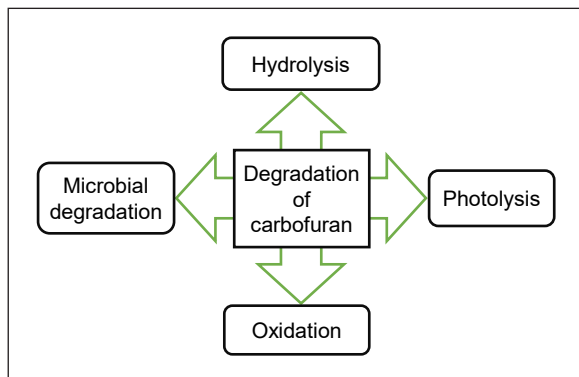 Hydrolysis
Microbial
degradation
Degradation
of
carbofuran
Photolysis
Oxidation